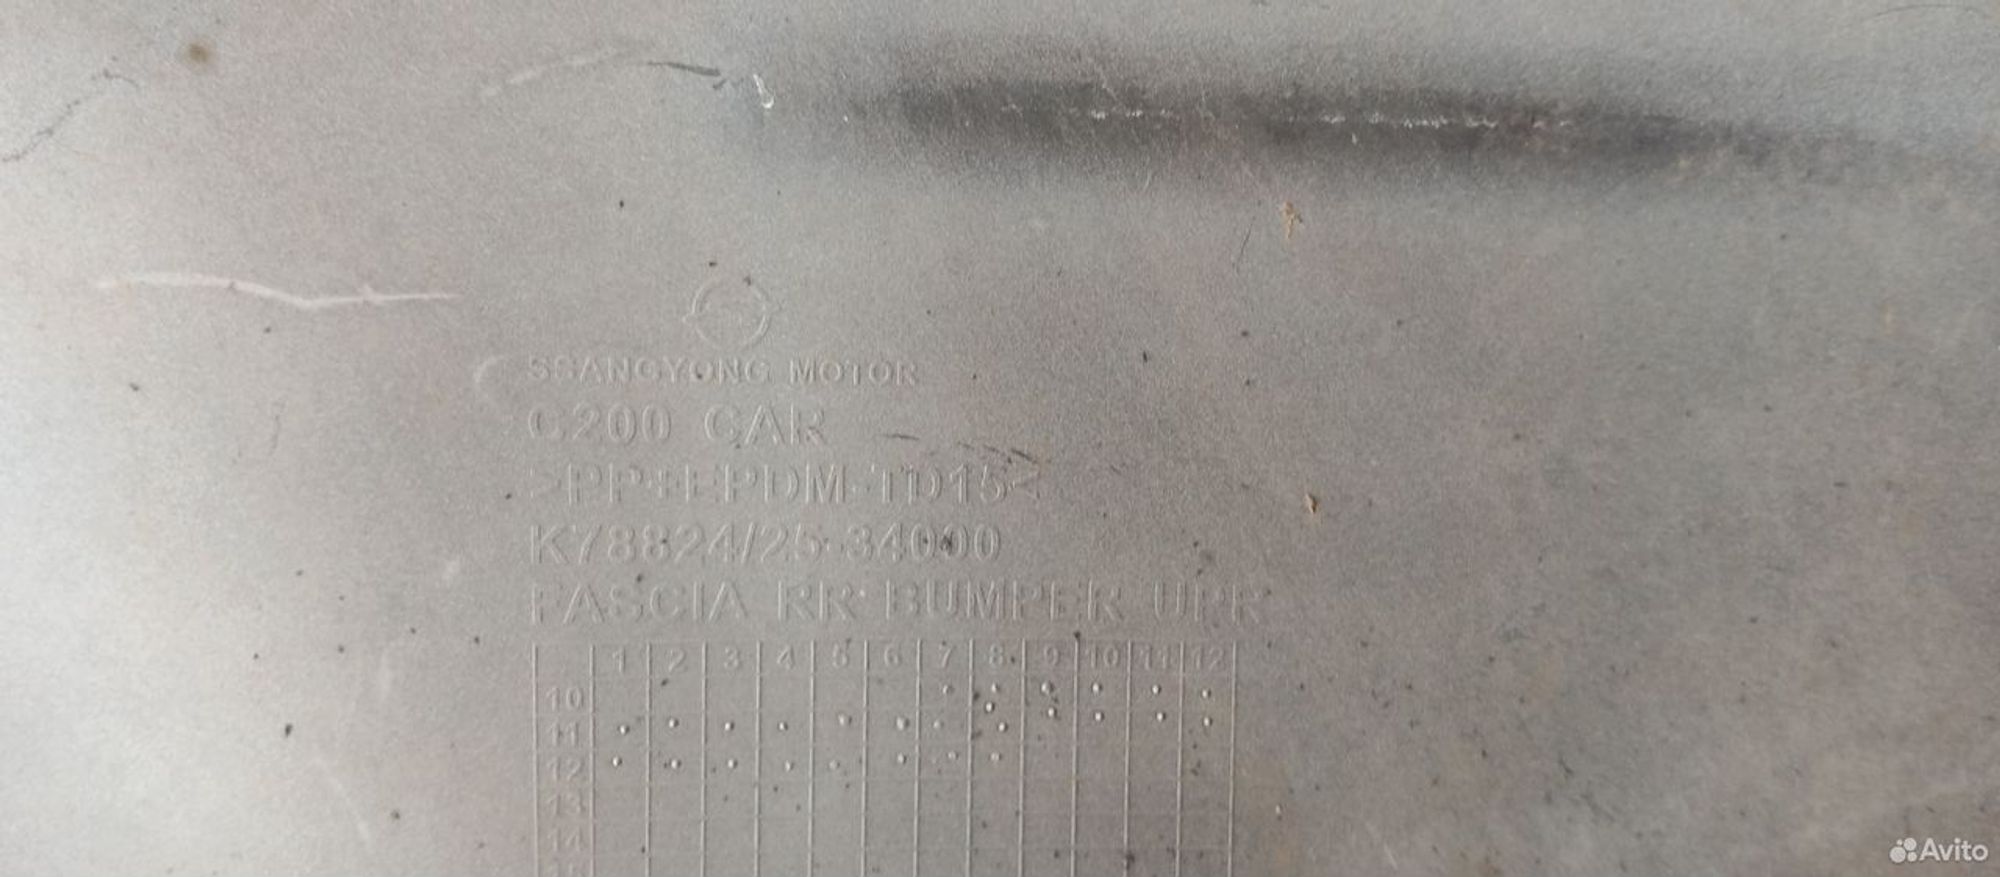 SSANGYONG MOTOR
C200 CAR
>PP+EPDM-TD15<
K78824/25-34000
FASCIA RR BUMPER UPR
1 2 3 4 5 6 7 8 9 10 11 12
10
11
12
13
14
15
Avito